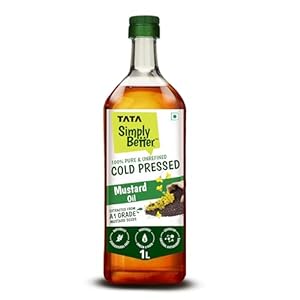 TATA
Simply
Better
100% PURE & UNREFINED
COLD PRESSED
Mustard
Oil
EXTRACTED FROM
A1 GRADE
MUSTARD SEEDS
1L